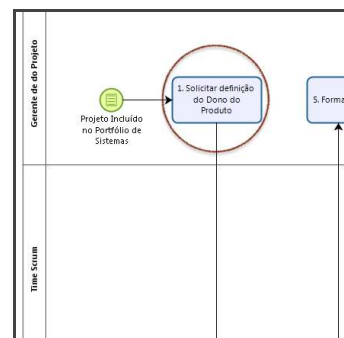 Gerente de do Projeto
1. Solicitar definição
do Dono do
Produto
5. Forma
Projeto Incluído
no Portfólio de
Sistemas
Time Scrum